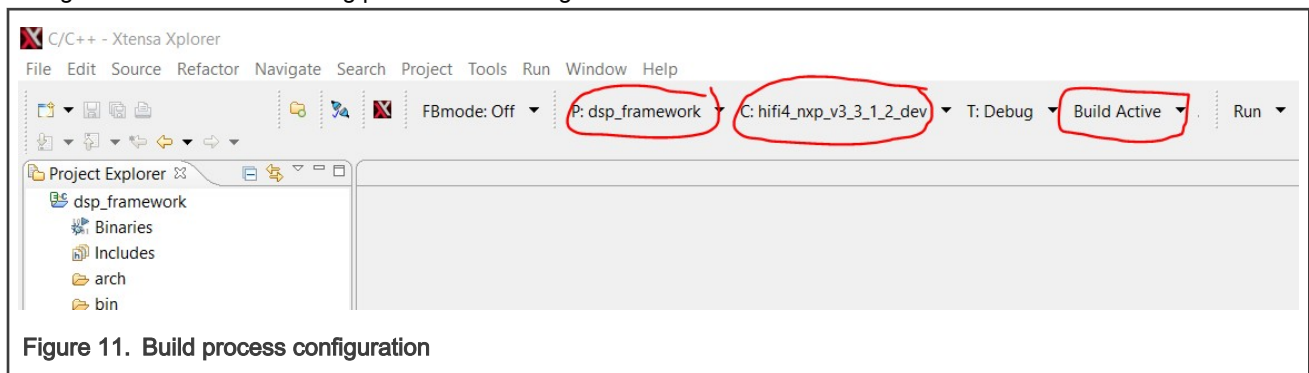 C/C++ - Xtensa Xplorer
File Edit Source Refactor Navigate Search Project Tools Run Window Help
FBmode: Off P: dsp_framework C: hifi4_nxp_v3_3_1_2_dev T: Debug Build Active Run
Project Explorer
dsp_framework
Binaries
Includes
arch
bin
Figure 11. Build process configuration